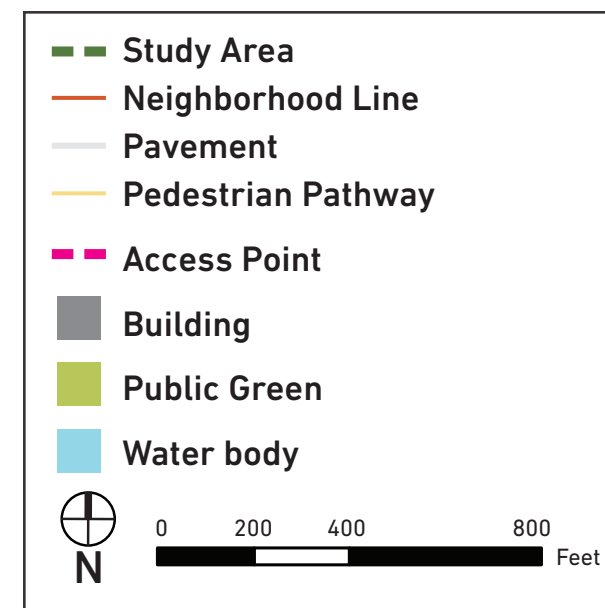 Study Area
Neighborhood Line
Pavement
Pedestrian Pathway
Access Point
Building
Public Green
Water body
N
0 200 400 800
Feet